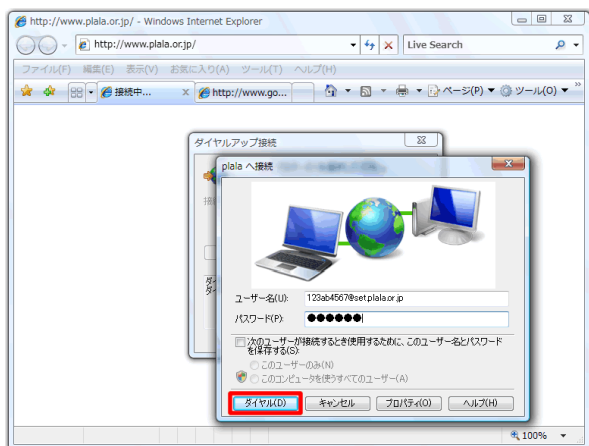 http://www.plala.or.jp/ - Windows Internet Explorer
http://www.plala.or.jp/
Live Search
ファイル(F) 編集(E) 表示(V) お気に入り(A) ツール(T) ヘルプ(H)
接続中...
http://www.go...
ページ(P) ツール(O)
ダイヤルアップ接続
plala へ接続
ユーザー名(U):
123ab4567@set.plala.or.jp
パスワード(P):
次のユーザーが接続するとき使用するために、このユーザー名とパスワード
を保存する(S):
このユーザーのみ(N)
このコンピュータを使うすべてのユーザー(A)
ダイヤル(D) キャンセル プロパティ(O) ヘルプ(H)
100%